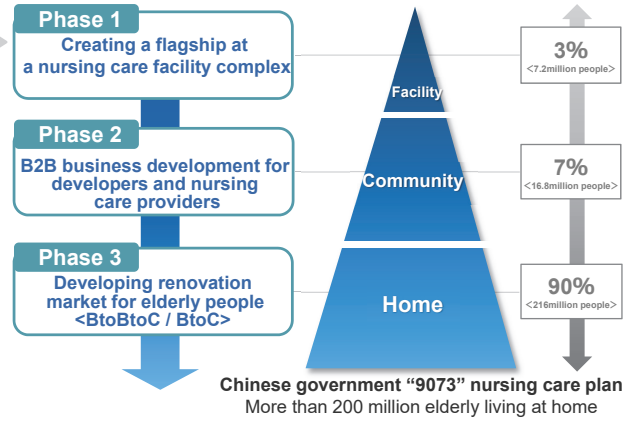 Phase 1
Creating a flagship at
a nursing care facility complex
Phase 2
B2B business development for
developers and nursing
care providers
Phase 3
Developing renovation
market for elderly people
<BtoBtoC / BtoC>
Facility
Community
Home
3%
<7.2million people>
7%
<16.8million people>
90%
<216million people>
Chinese government “9073” nursing care plan
More than 200 million elderly living at home